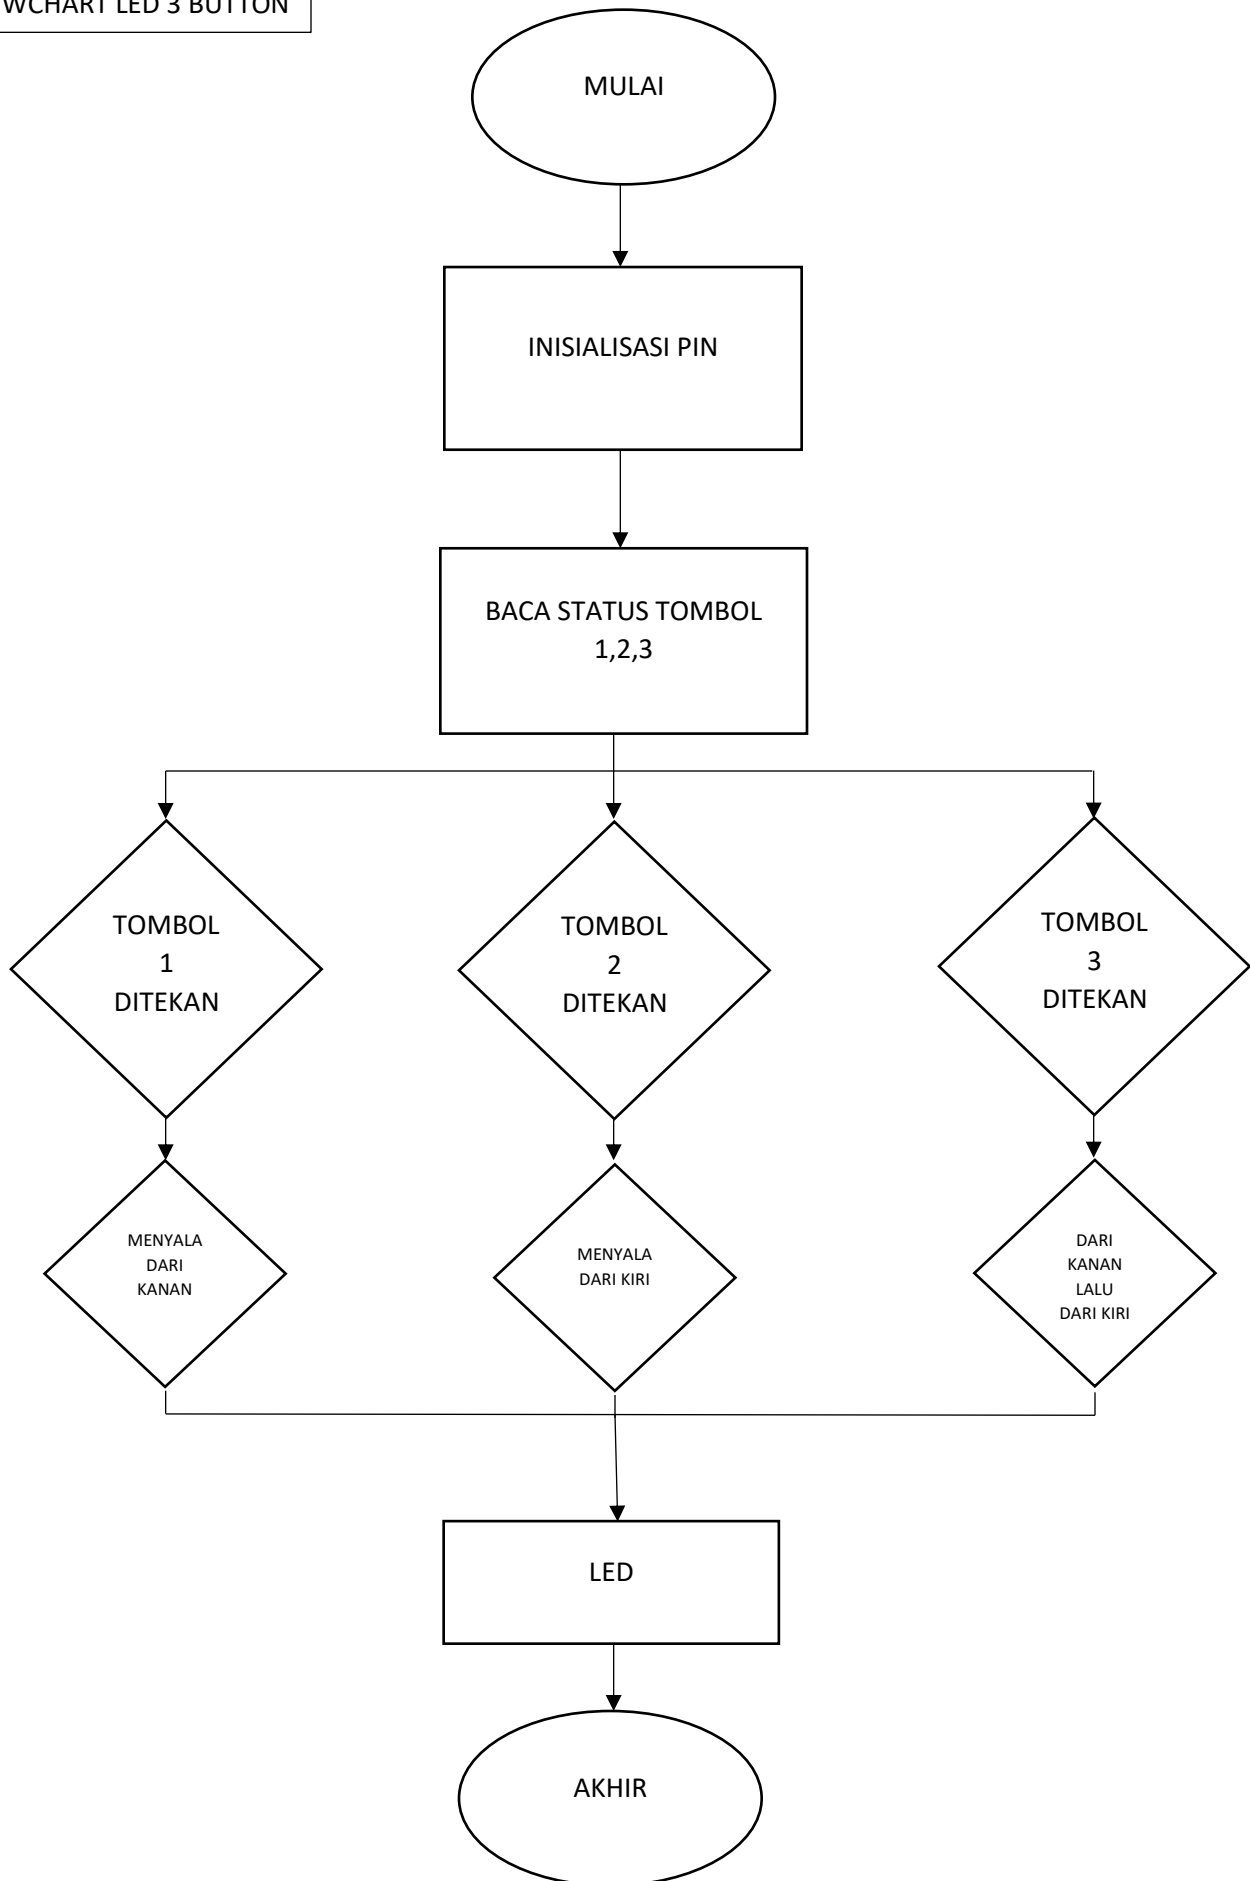 WCHART LED 3 BUTTON
MULAI
INISIALISASI PIN
BACA STATUS TOMBOL
1,2,3
TOMBOL
1
DITEKAN
TOMBOL
2
DITEKAN
TOMBOL
3
DITEKAN
MENYALA
DARI
KANAN
MENYALA
DARI KIRI
DARI
KANAN
LALU
DARI KIRI
LED
AKHIR